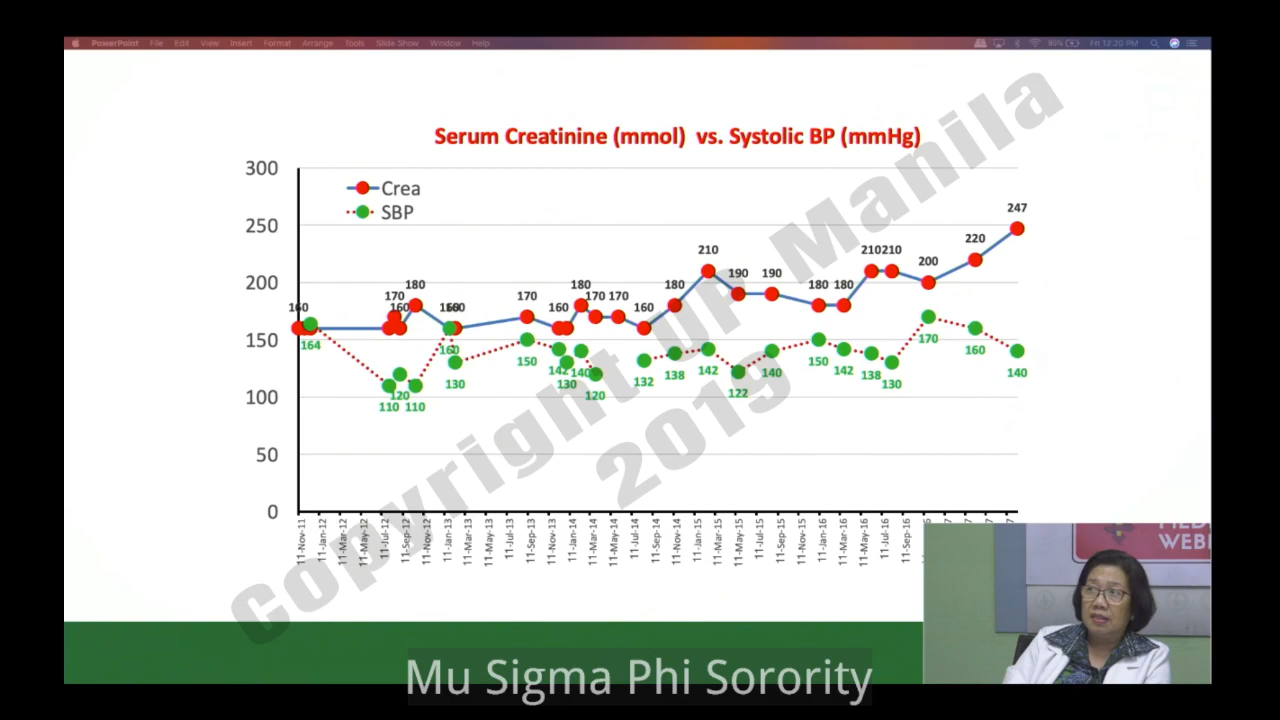 PowerPoint File Edit View Insert Format Arrange Tools Slide Show Window Help 95% Fri 12:20 PM
Serum Creatinine (mmol) vs. Systolic BP (mmHg)
Crea
SBP
300
250
200
150
100
50
0
160 170 160 180 160 160 170 160 180 170 170 160 180 210 190 190 180 180 210 210 200 220 247
164 110 120 110 160 130 150 142 130 140 120 132 138 142 122 140 150 142 138 130 170 160 140
11-Nov-11 11-Jan-12 11-Mar-12 11-May-12 11-Jul-12 11-Sep-12 11-Nov-12 11-Jan-13 11-Mar-13 11-May-13 11-Jul-13 11-Sep-13 11-Nov-13 11-Jan-14 11-Mar-14 11-May-14 11-Jul-14 11-Sep-14 11-Nov-14 11-Jan-15 11-Mar-15 11-May-15 11-Jul-15 11-Sep-15 11-Nov-15 11-Jan-16 11-Mar-16 11-May-16 11-Jul-16 11-Sep-16
Copyright UP Manila
2019
Mu Sigma Phi Sorority